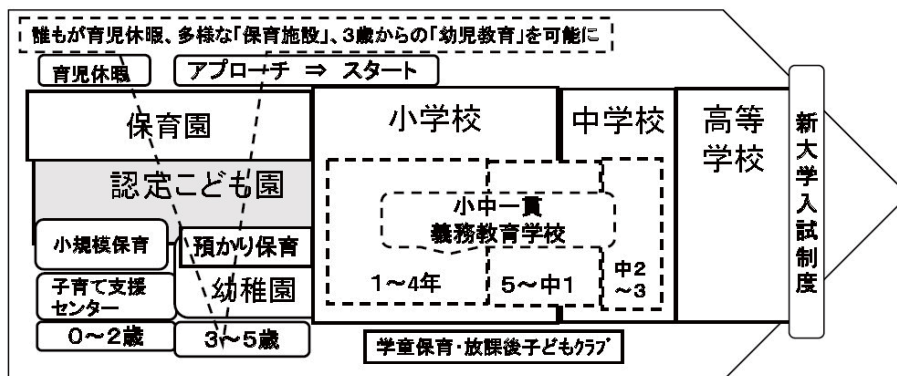 誰もが育児休暇、多様な「保育施設」、3歳からの「幼児教育」を可能に
育児休暇
アプローチ ⇒ スタート
保育園
認定こども園
小規模保育
預かり保育
子育て支援
センター
幼稚園
0～2歳
3～5歳
小学校
中学校
高等
学校
小中一貫
義務教育学校
1～4年
5～中1
中2
～3
学童保育・放課後子どもクラブ
新大学入試制度